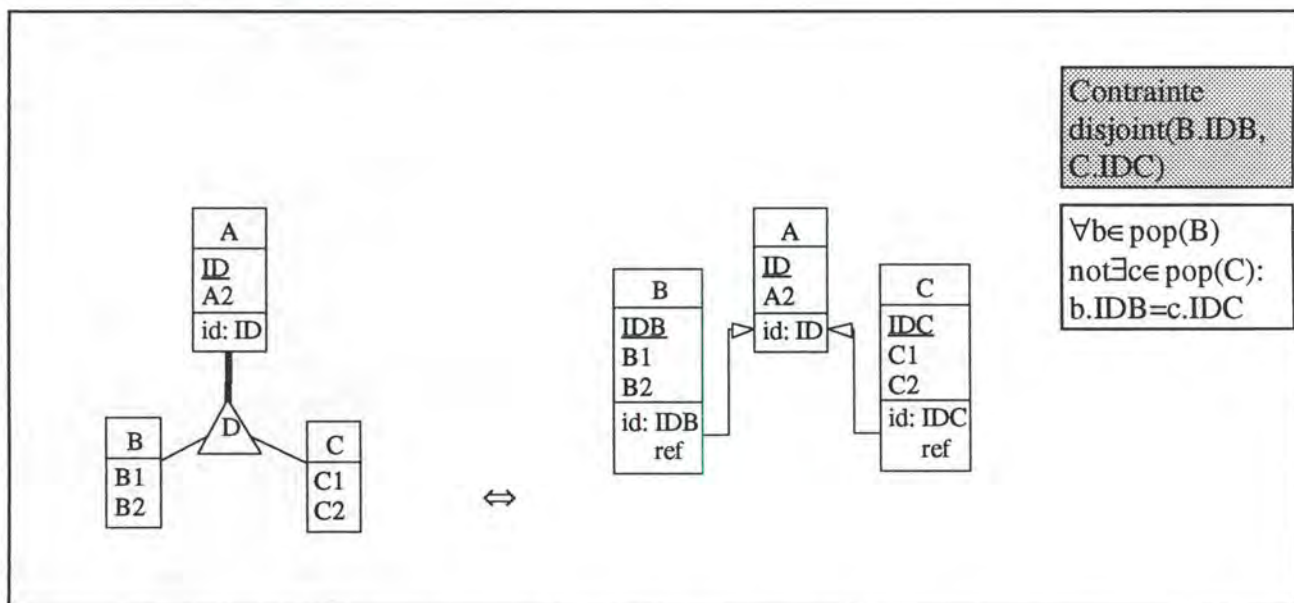 A
ID
A2
id: ID
D
B
B1
B2
C
C1
C2
⇔
B
IDB
B1
B2
id: IDB
ref
A
ID
A2
id: ID
C
IDC
C1
C2
id: IDC
ref
Contrainte
disjoint(B.IDB,
C.IDC)
∀b∈pop(B)
not∃c∈pop(C):
b.IDB=c.IDC